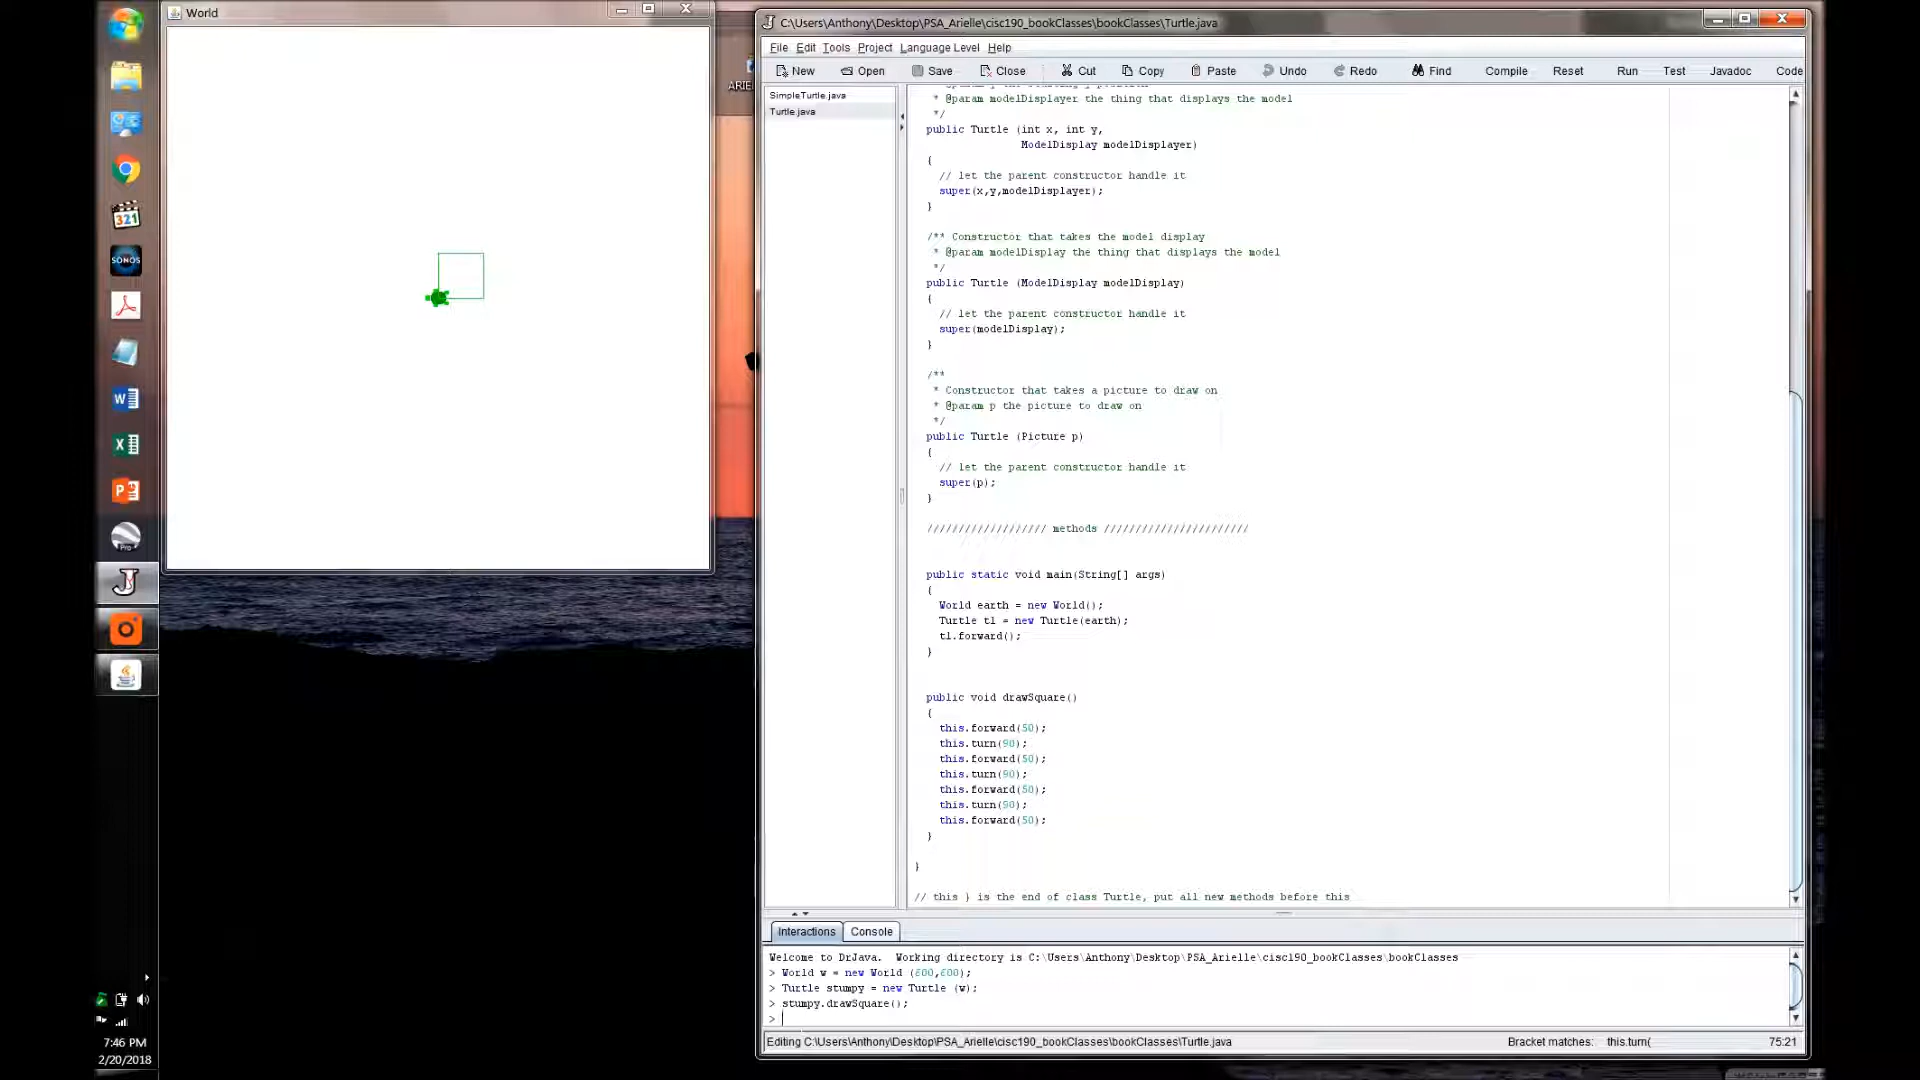 World
C:\Users\Anthony\Desktop\PSA_Arielle\cisc190_bookClasses\bookClasses\Turtle.java
File Edit Tools Project Language Level Help
New Open Save Close Cut Copy Paste Undo Redo Find Compile Reset Run Test Javadoc Code
SimpleTurtle.java
Turtle.java
* @param modelDisplayer the thing that displays the model
*/
public Turtle (int x, int y,
ModelDisplay modelDisplayer)
{
// let the parent constructor handle it
super(x,y,modelDisplayer);
}
/** Constructor that takes the model display
* @param modelDisplay the thing that displays the model
*/
public Turtle (ModelDisplay modelDisplay)
{
// let the parent constructor handle it
super(modelDisplay);
}
/**
* Constructor that takes a picture to draw on
* @param p the picture to draw on
*/
public Turtle (Picture p)
{
// let the parent constructor handle it
super(p);
}
/////////////////// methods ///////////////////////
public static void main(String[] args)
{
World earth = new World();
Turtle t1 = new Turtle(earth);
t1.forward();
}
public void drawSquare()
{
this.forward(50);
this.turn(90);
this.forward(50);
this.turn(90);
this.forward(50);
this.turn(90);
this.forward(50);
}
}
// this } is the end of class Turtle, put all new methods before this
Interactions Console
Welcome to DrJava. Working directory is C:\Users\Anthony\Desktop\PSA_Arielle\cisc190_bookClasses\bookClasses
> World w = new World (600,600);
> Turtle stumpy = new Turtle (w);
> stumpy.drawSquare();
>
Editing C:\Users\Anthony\Desktop\PSA_Arielle\cisc190_bookClasses\bookClasses\Turtle.java Bracket matches: this.turn( 75:21
ARIE
321
SONOS
W
X
P
Pro
J
7:46 PM
2/20/2018